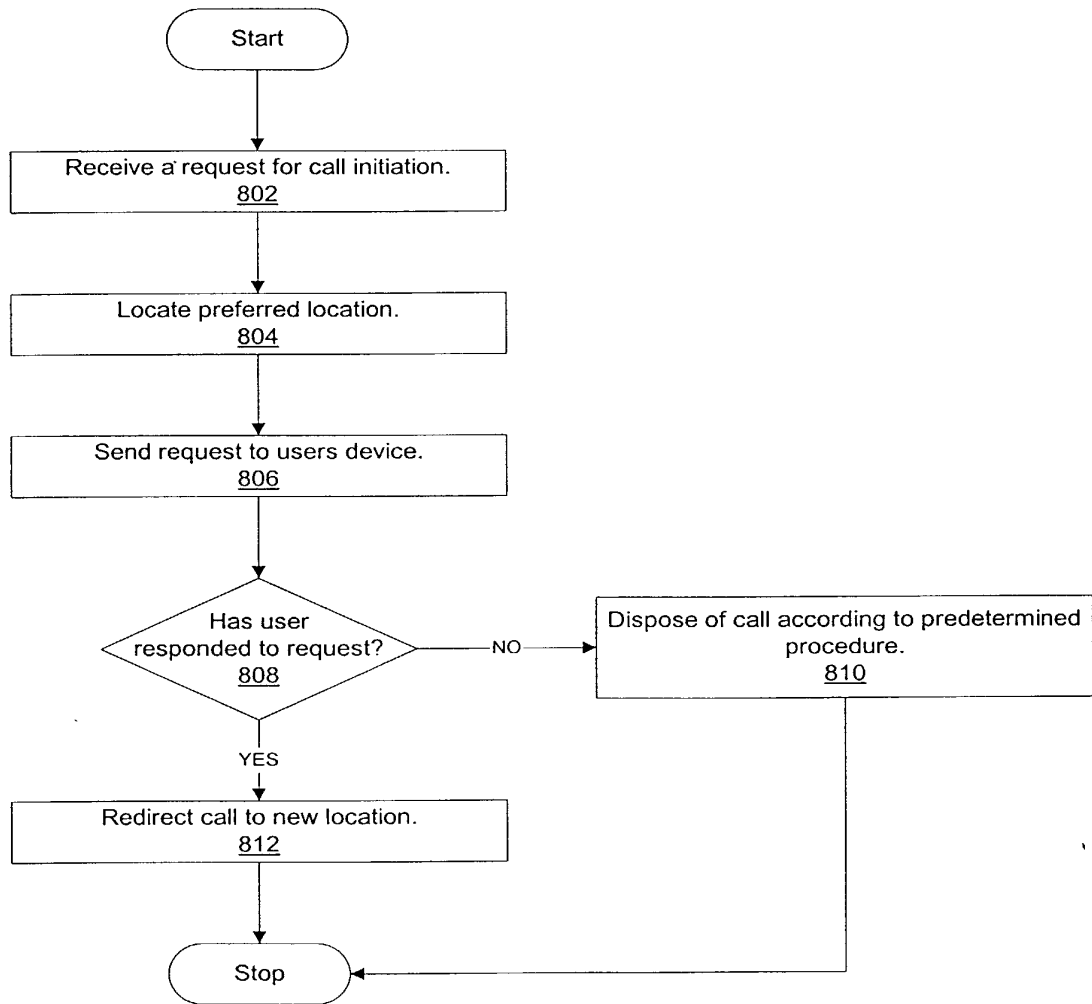 Start
Receive a request for call initiation.
802
Locate preferred location.
804
Send request to users device.
806
Has user
responded to request?
808
NO
Dispose of call according to predetermined
procedure.
810
YES
Redirect call to new location.
812
Stop